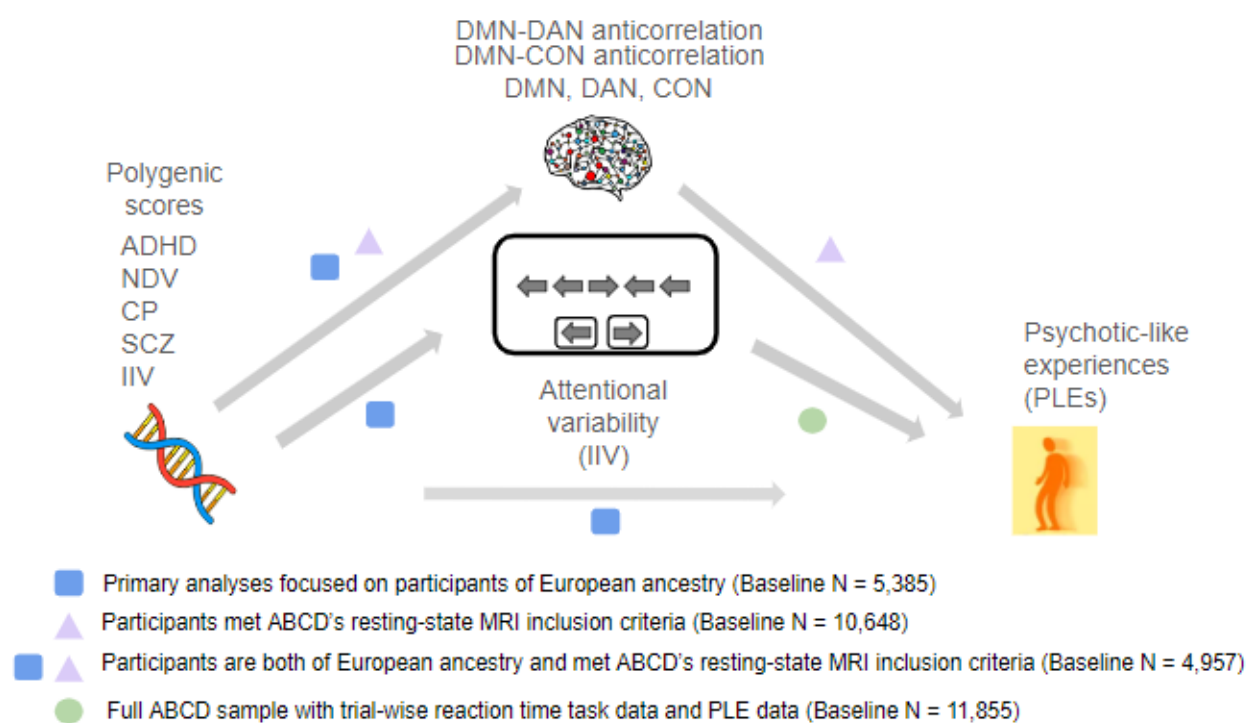 DMN-DAN anticorrelation
DMN-CON anticorrelation
DMN, DAN, CON
Polygenic
scores
ADHD
NDV
CP
SCZ
IIV
Attentional
variability
(IIV)
Psychotic-like
experiences
(PLEs)
Primary analyses focused on participants of European ancestry (Baseline N = 5,385)
Participants met ABCD's resting-state MRI inclusion criteria (Baseline N = 10,648)
Participants are both of European ancestry and met ABCD's resting-state MRI inclusion criteria (Baseline N = 4,957)
Full ABCD sample with trial-wise reaction time task data and PLE data (Baseline N = 11,855)